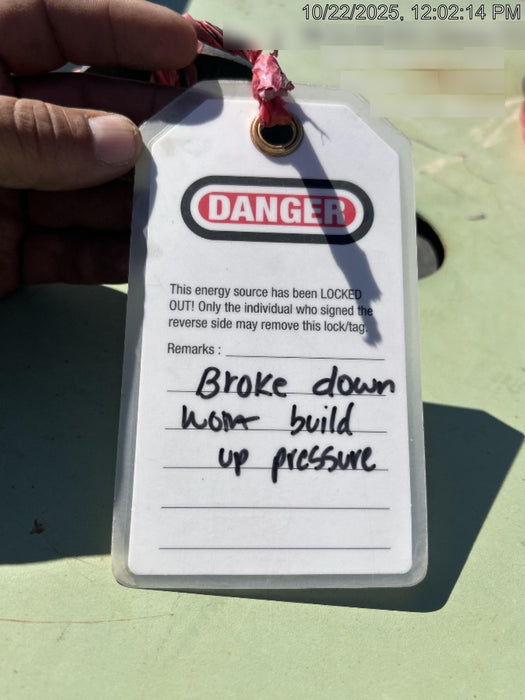 10/22/2025, 12:02:14 PM
DANGER
This energy source has been LOCKED
OUT! Only the individual who signed the
reverse side may remove this lock/tag.
Remarks :
Broke down
wont build
up pressure